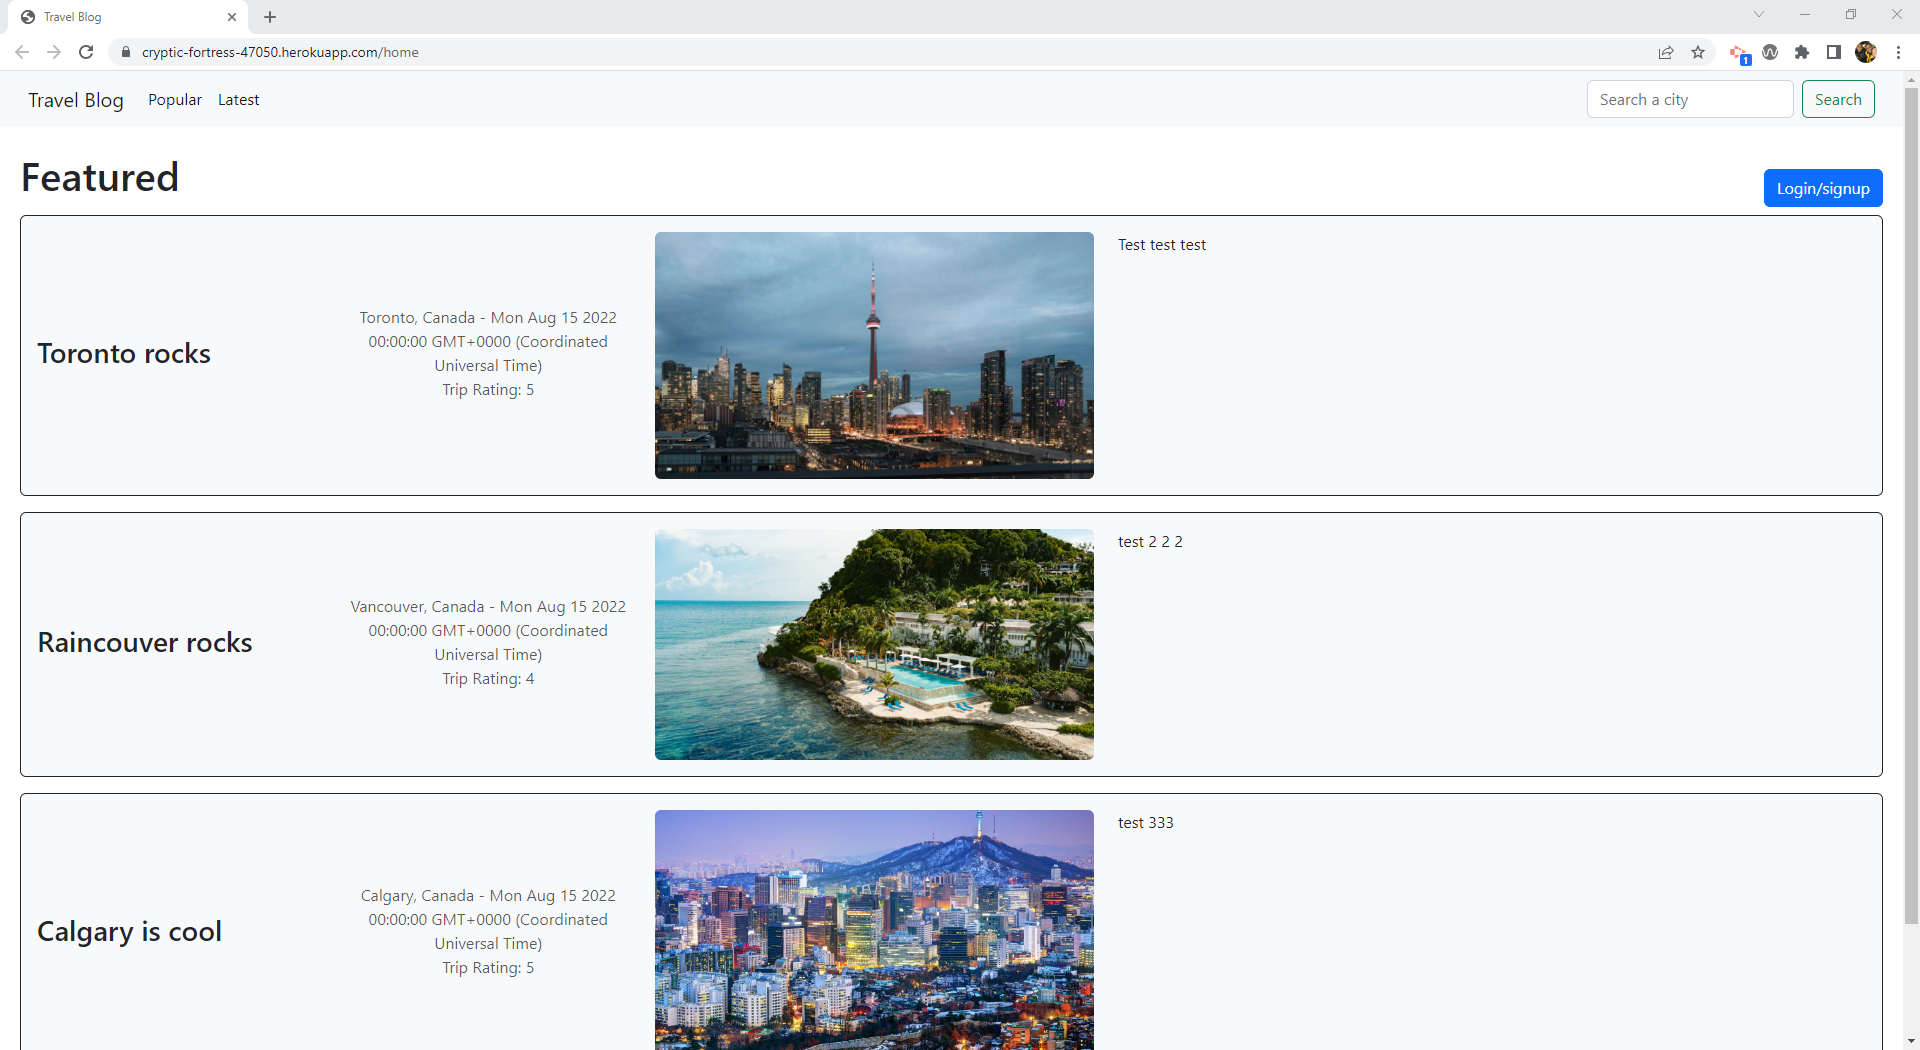 Travel Blog
cryptic-fortress-47050.herokuapp.com/home
1
Travel Blog
Popular
Latest
Search a city
Search
Featured
Login/signup
Toronto rocks
Toronto, Canada - Mon Aug 15 2022
00:00:00 GMT+0000 (Coordinated
Universal Time)
Trip Rating: 5
Test test test
Raincouver rocks
Vancouver, Canada - Mon Aug 15 2022
00:00:00 GMT+0000 (Coordinated
Universal Time)
Trip Rating: 4
test 2 2 2
Calgary is cool
Calgary, Canada - Mon Aug 15 2022
00:00:00 GMT+0000 (Coordinated
Universal Time)
Trip Rating: 5
test 333